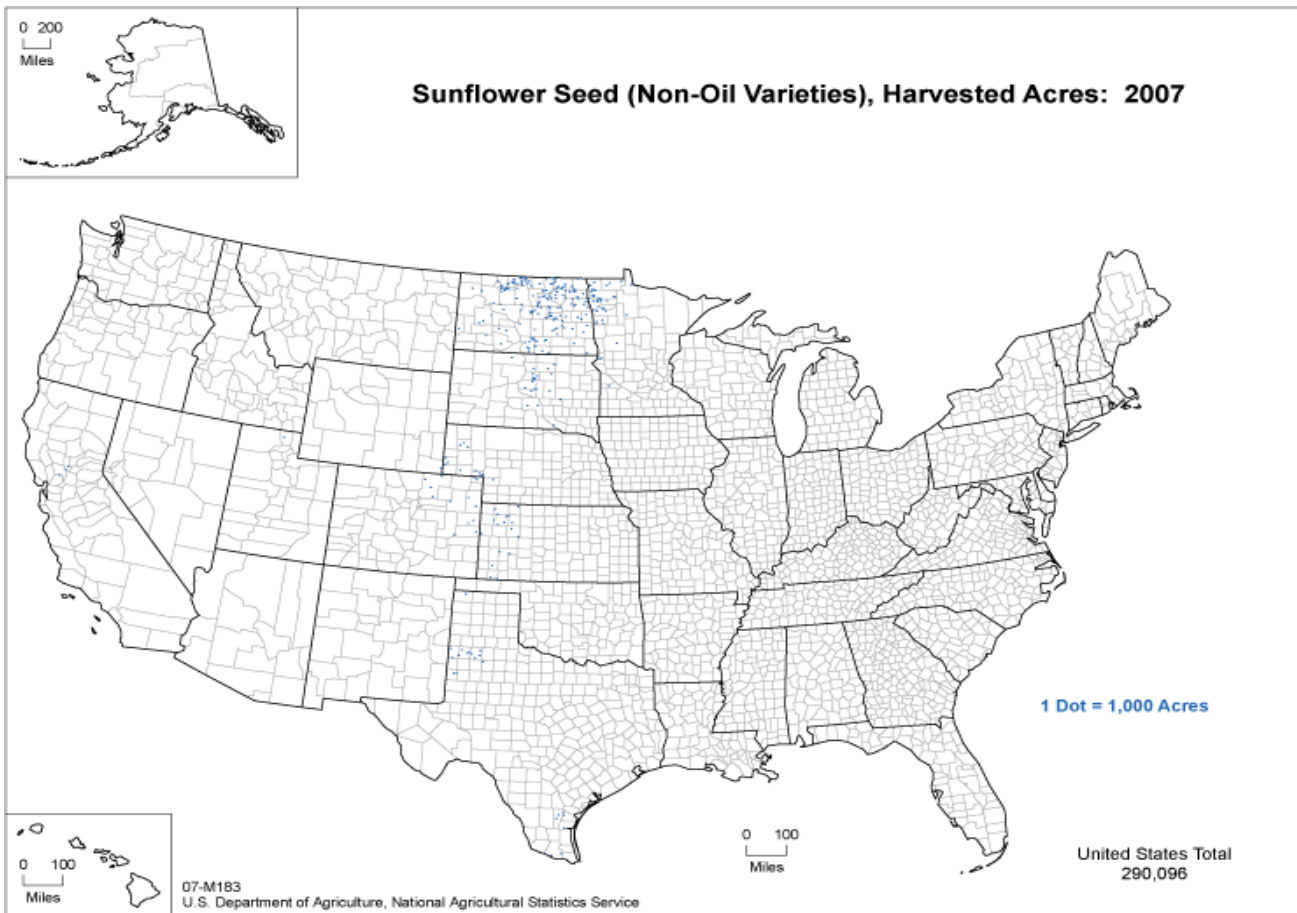 0 200
Miles
Sunflower Seed (Non-Oil Varieties), Harvested Acres: 2007
1 Dot = 1,000 Acres
0 100
Miles
0 100
Miles
United States Total
290,096
07-M183
U.S. Department of Agriculture, National Agricultural Statistics Service